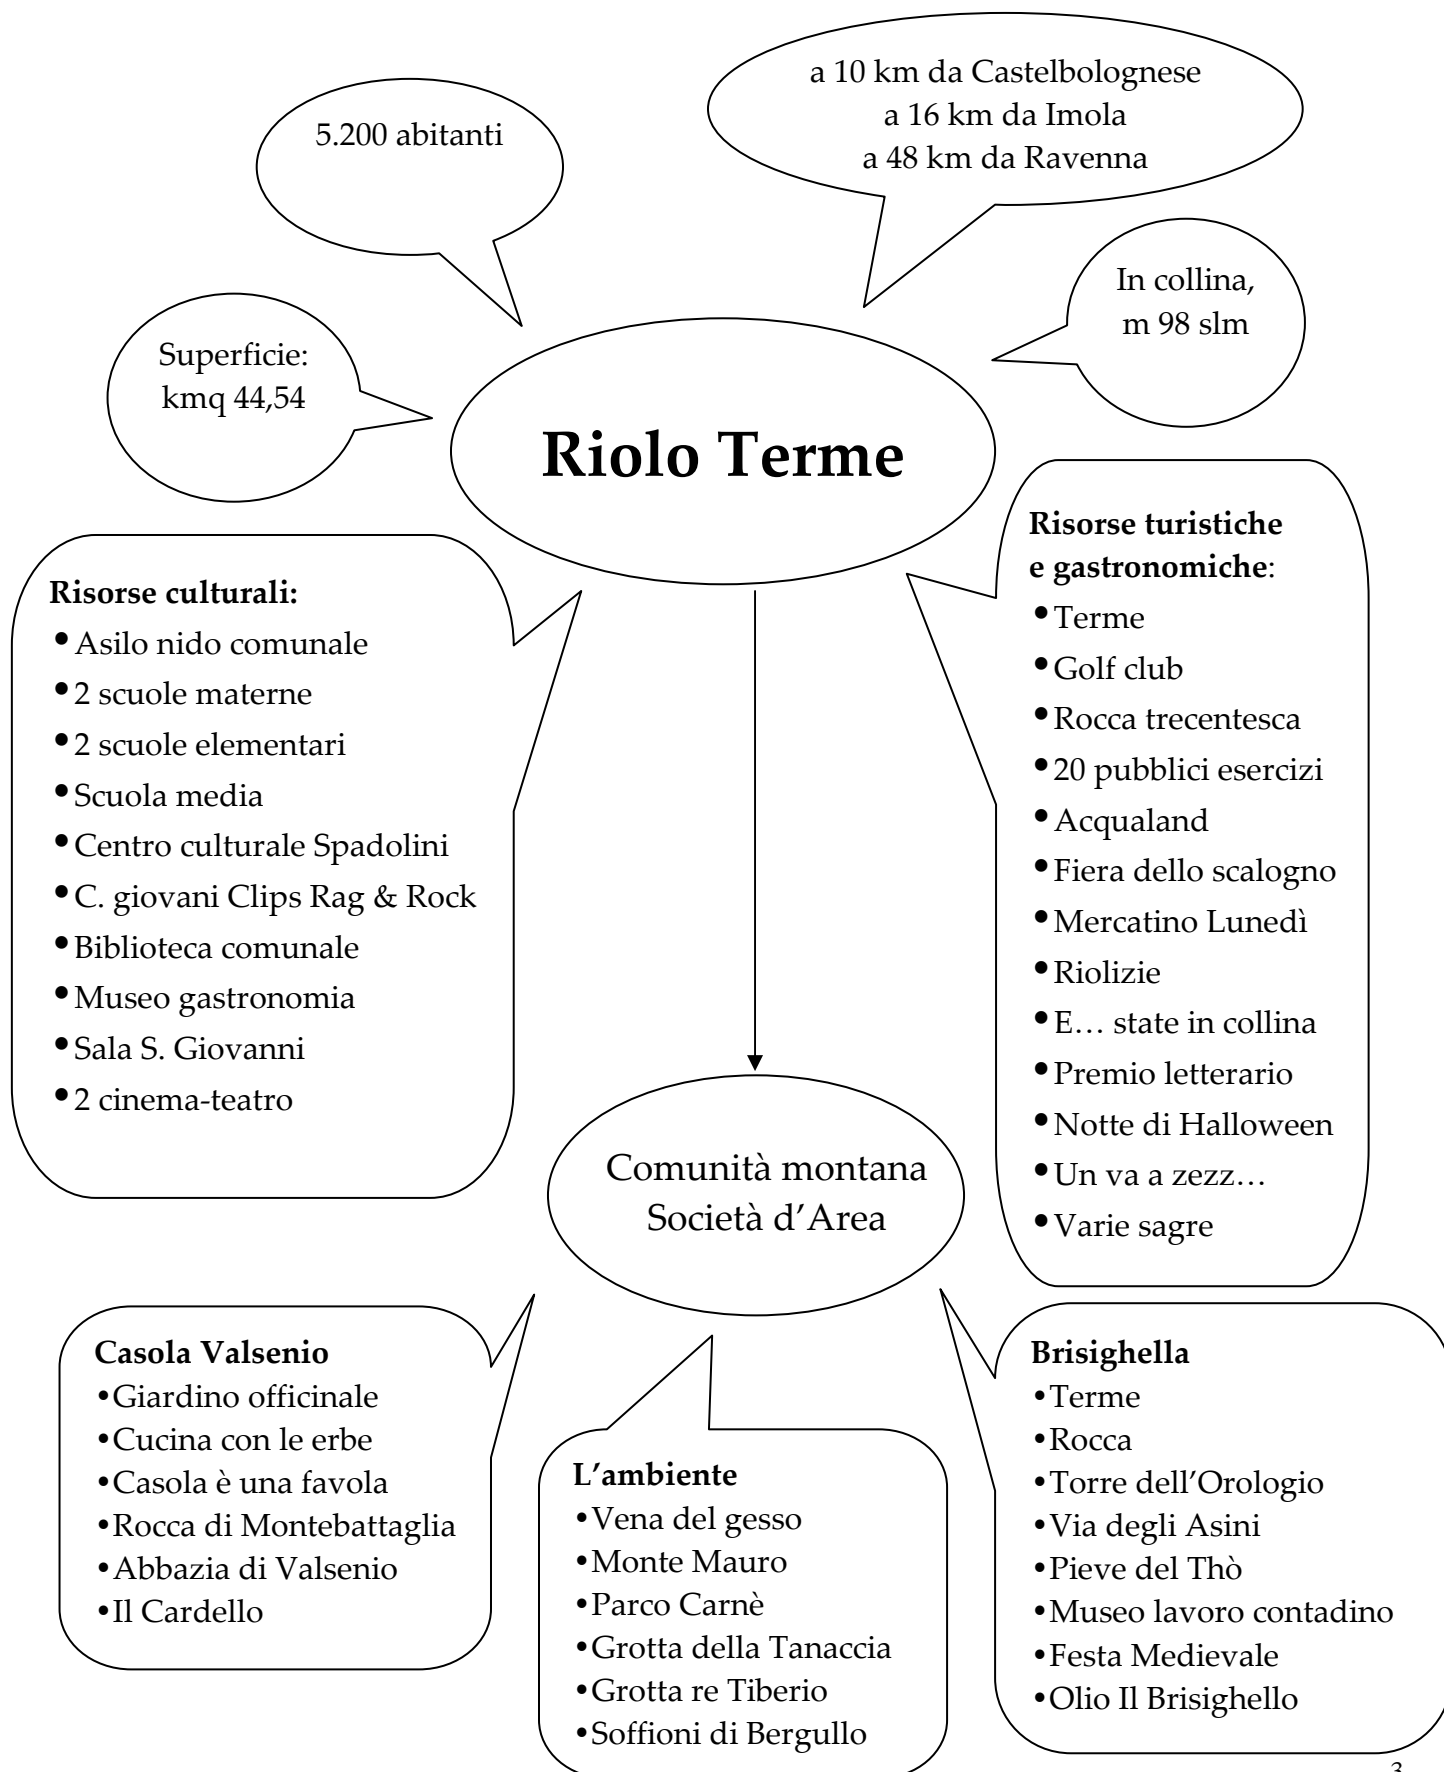 5.200 abitanti
a 10 km da Castelbolognese
a 16 km da Imola
a 48 km da Ravenna
In collina,
m 98 slm
Superficie:
kmq 44,54
Riolo Terme
Risorse culturali:
•Asilo nido comunale
•2 scuole materne
•2 scuole elementari
•Scuola media
•Centro culturale Spadolini
•C. giovani Clips Rag & Rock
•Biblioteca comunale
•Museo gastronomia
•Sala S. Giovanni
•2 cinema-teatro
Risorse turistiche
e gastronomiche:
•Terme
•Golf club
•Rocca trecentesca
•20 pubblici esercizi
•Acqualand
•Fiera dello scalogno
•Mercatino Lunedì
•Riolizie
•E… state in collina
•Premio letterario
•Notte di Halloween
•Un va a zezz…
•Varie sagre
Comunità montana
Società d’Area
Casola Valsenio
•Giardino officinale
•Cucina con le erbe
•Casola è una favola
•Rocca di Montebattaglia
•Abbazia di Valsenio
•Il Cardello
L’ambiente
•Vena del gesso
•Monte Mauro
•Parco Carnè
•Grotta della Tanaccia
•Grotta re Tiberio
•Soffioni di Bergullo
Brisighella
•Terme
•Rocca
•Torre dell’Orologio
•Via degli Asini
•Pieve del Thò
•Museo lavoro contadino
•Festa Medievale
•Olio Il Brisighello
3